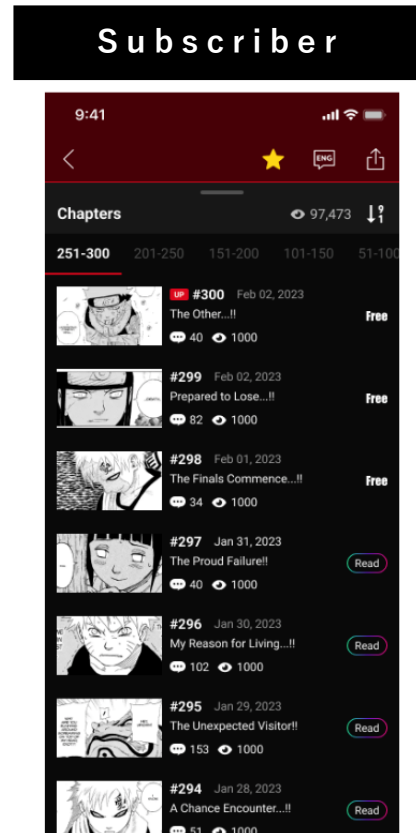 Subscriber
9:41
ENG
Chapters 97,473
251-300 201-250 151-200 101-150 51-100
UP #300 Feb 02, 2023
The Other...!! Free
40 1000
#299 Feb 02, 2023
Prepared to Lose...!! Free
82 1000
#298 Feb 01, 2023
The Finals Commence...!! Free
34 1000
#297 Jan 31, 2023
The Proud Failure!! Read
40 1000
#296 Jan 30, 2023
My Reason for Living...!! Read
102 1000
#295 Jan 29, 2023
The Unexpected Visitor!! Read
153 1000
#294 Jan 28, 2023
A Chance Encounter...!! Read
51 1000